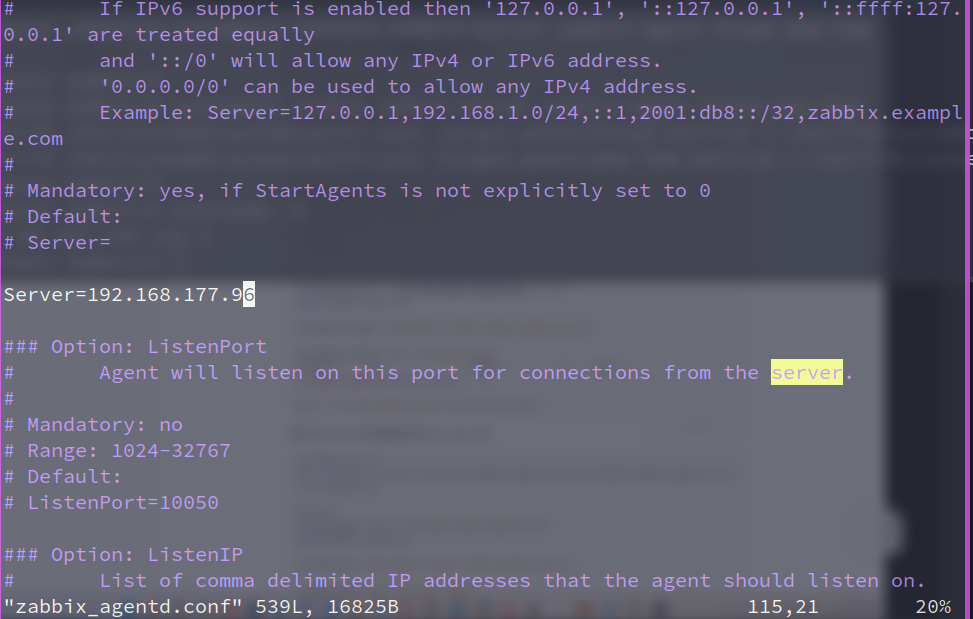 #       If IPv6 support is enabled then '127.0.0.1', '::127.0.0.1', '::ffff:127.
0.0.1' are treated equally
#       and '::/0' will allow any IPv4 or IPv6 address.
#       '0.0.0.0/0' can be used to allow any IPv4 address.
#       Example: Server=127.0.0.1,192.168.1.0/24,::1,2001:db8::/32,zabbix.exampl
e.com
#
# Mandatory: yes, if StartAgents is not explicitly set to 0
# Default:
# Server=
Server=192.168.177.96
### Option: ListenPort
#       Agent will listen on this port for connections from the server.
#
# Mandatory: no
# Range: 1024-32767
# Default:
# ListenPort=10050
### Option: ListenIP
#       List of comma delimited IP addresses that the agent should listen on.
"zabbix_agentd.conf" 539L, 16825B 115,21 20%